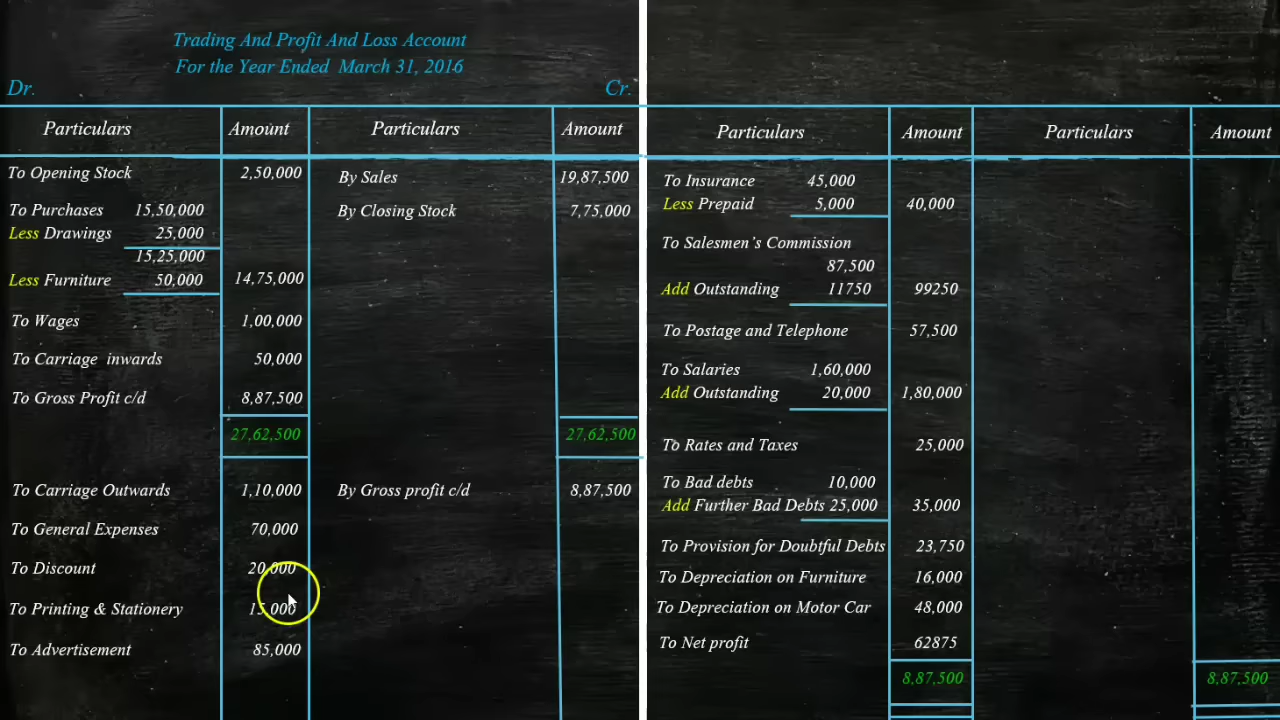 Trading And Profit And Loss Account
For the Year Ended March 31, 2016
Dr. Cr.
Particulars Amount Particulars Amount
To Opening Stock 2,50,000 By Sales 19,87,500
To Purchases 15,50,000 By Closing Stock 7,75,000
Less Drawings 25,000
15,25,000
Less Furniture 50,000 14,75,000
To Wages 1,00,000
To Carriage inwards 50,000
To Gross Profit c/d 8,87,500
27,62,500 27,62,500
To Carriage Outwards 1,10,000 By Gross profit c/d 8,87,500
To General Expenses 70,000
To Discount 20,000
To Printing & Stationery 15,000
To Advertisement 85,000
Particulars Amount Particulars Amount
To Insurance 45,000
Less Prepaid 5,000 40,000
To Salesmen's Commission
87,500
Add Outstanding 11750 99250
To Postage and Telephone 57,500
To Salaries 1,60,000
Add Outstanding 20,000 1,80,000
To Rates and Taxes 25,000
To Bad debts 10,000
Add Further Bad Debts 25,000 35,000
To Provision for Doubtful Debts 23,750
To Depreciation on Furniture 16,000
To Depreciation on Motor Car 48,000
To Net profit 62875
8,87,500 8,87,500